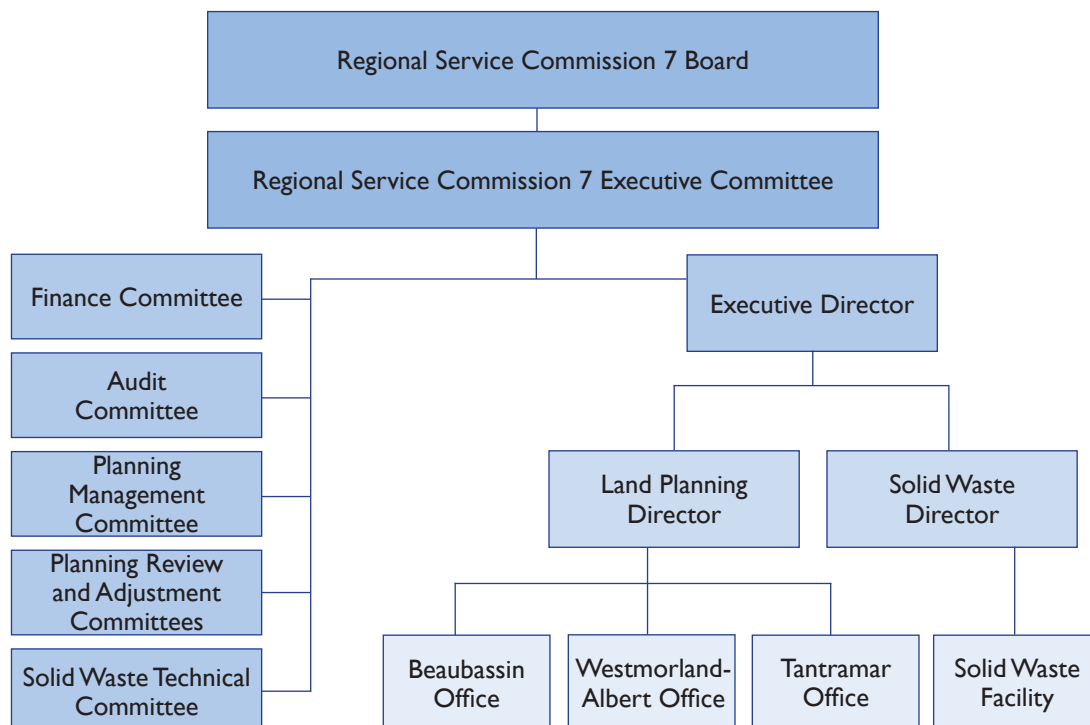 Regional Service Commission 7 Board
Regional Service Commission 7 Executive Committee
Finance Committee
Executive Director
Audit
Committee
Planning
Management
Committee
Land Planning
Director
Solid Waste
Director
Planning Review
and Adjustment
Committees
Solid Waste Technical
Committee
Beaubassin
Office
Westmorland-
Albert Office
Tantramar
Office
Solid Waste
Facility